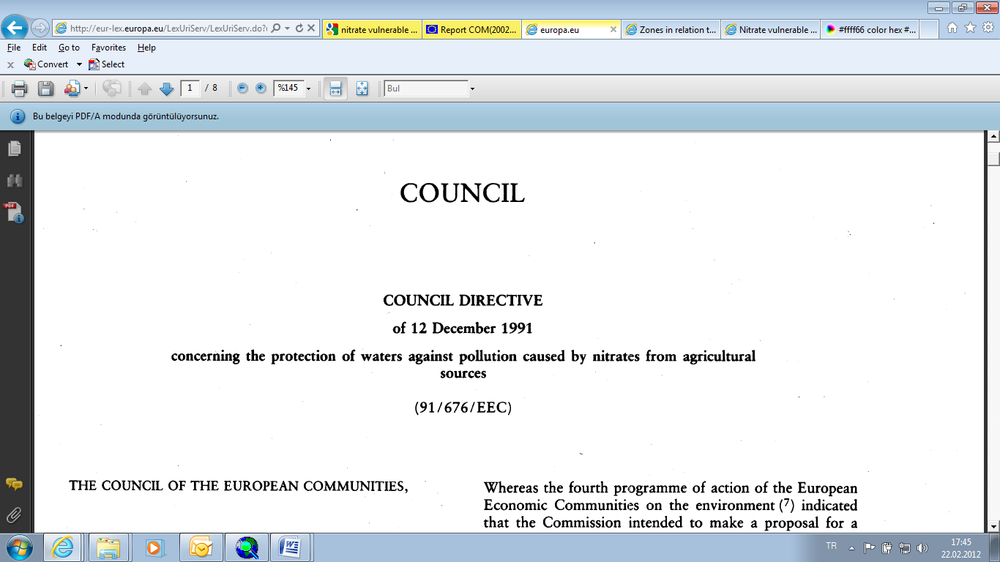 http://eur-lex.europa.eu/LexUriServ/LexUriServ.do?
nitrate vulnerable ...
Report COM(2002...
europa.eu
Zones in relation t...
Nitrate vulnerable ...
#ffff66 color hex #...
File Edit Go to Favorites Help
x Convert Select
1 / 8 %145 Bul
Bu belgeyi PDF/A modunda görüntülüyorsunuz.
COUNCIL
COUNCIL DIRECTIVE
of 12 December 1991
concerning the protection of waters against pollution caused by nitrates from agricultural
sources
(91/676/EEC)
THE COUNCIL OF THE EUROPEAN COMMUNITIES,
Whereas the fourth programme of action of the European
Economic Communities on the environment (7) indicated
that the Commission intended to make a proposal for a
TR
17:45
22.02.2012